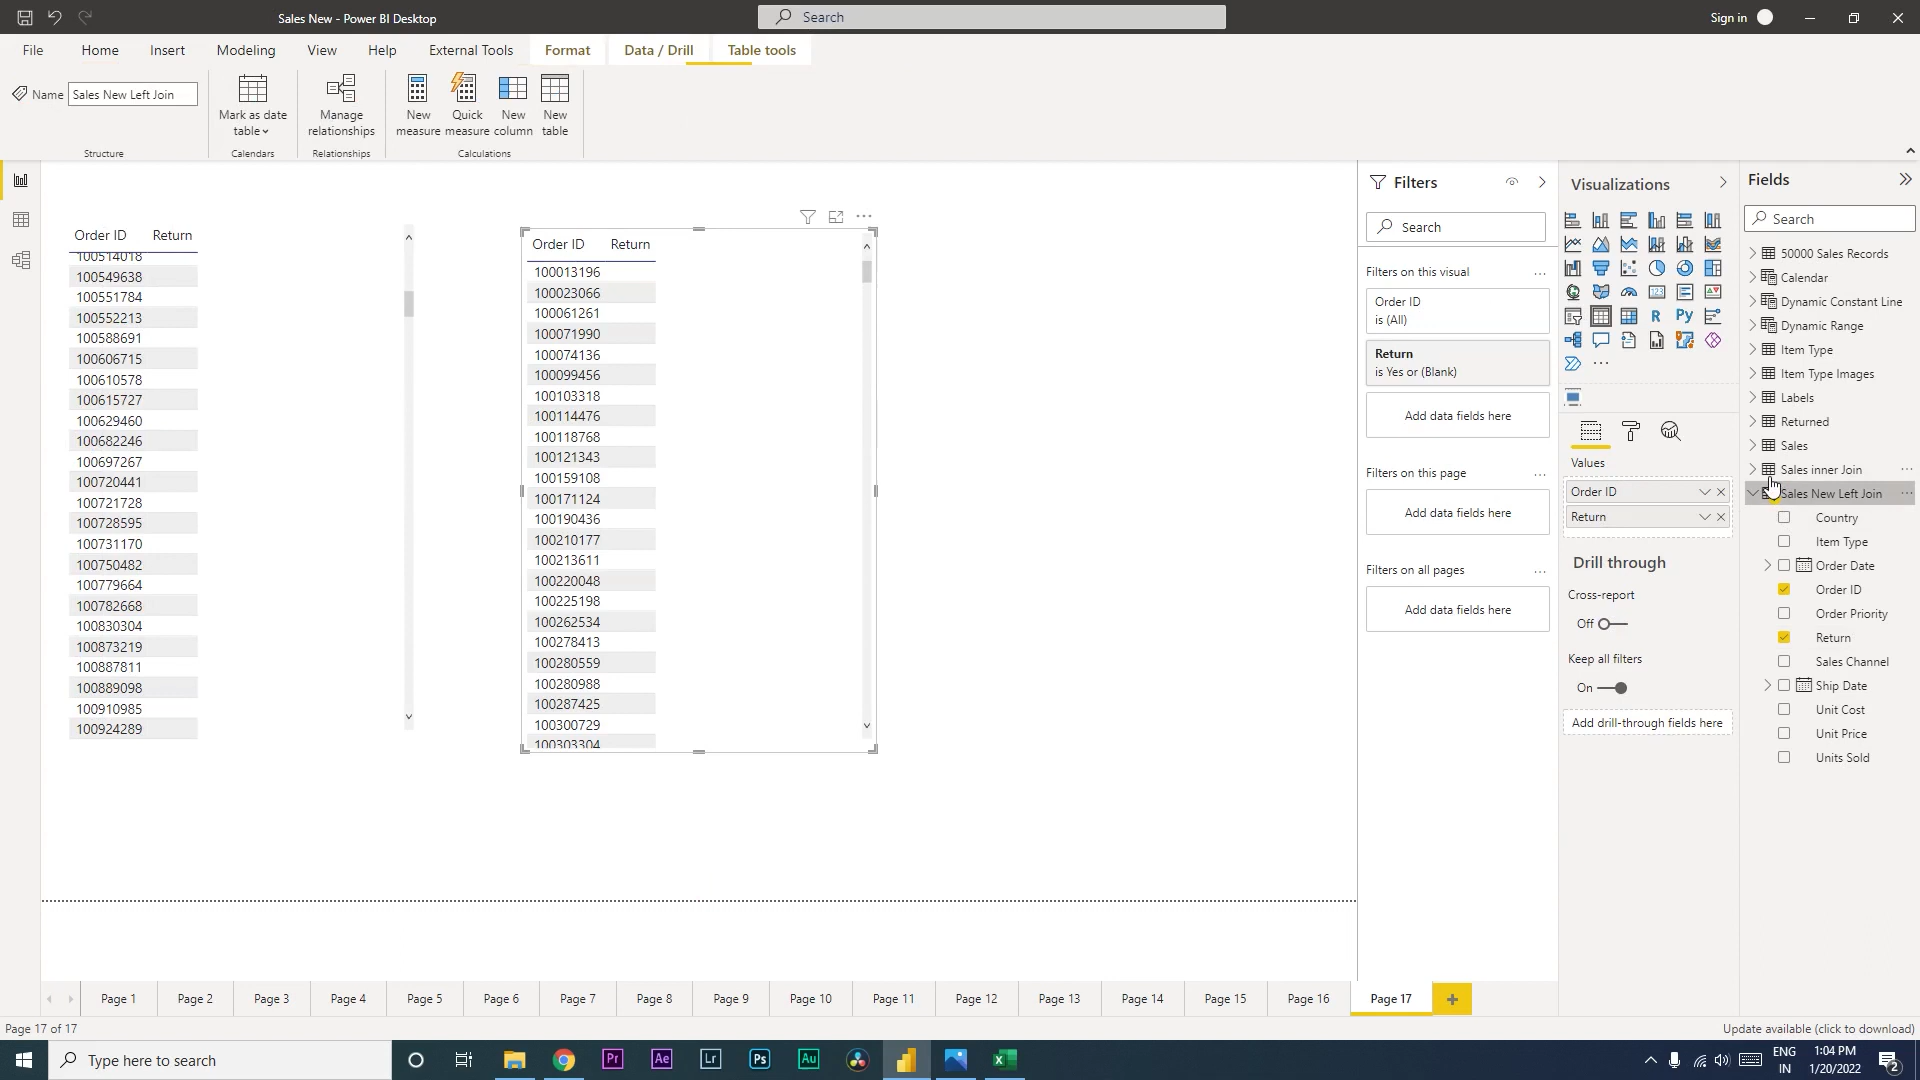 Sales New - Power BI Desktop
Search
Sign in
File
Home
Insert
Modeling
View
Help
External Tools
Format
Data / Drill
Table tools
Name
Sales New Left Join
Mark as date
table
Manage
relationships
New
measure
Quick
measure
New
column
New
table
Structure
Calendars
Relationships
Calculations
Order ID Return
100514018
100549638
100551784
100552213
100588691
100606715
100610578
100615727
100629460
100682246
100697267
100720441
100721728
100728595
100731170
100750482
100779664
100782668
100830304
100873219
100887811
100889098
100910985
100924289
Order ID Return
100013196
100023066
100061261
100071990
100074136
100099456
100103318
100114476
100118768
100121343
100159108
100171124
100190436
100210177
100213611
100220048
100225198
100262534
100278413
100280559
100280988
100287425
100300729
100303304
Filters
Search
Filters on this visual
Order ID
is (All)
Return
is Yes or (Blank)
Add data fields here
Filters on this page
Add data fields here
Filters on all pages
Add data fields here
Visualizations
R
Py
Values
Order ID
Return
Drill through
Cross-report
Off
Keep all filters
On
Add drill-through fields here
Fields
Search
50000 Sales Records
Calendar
Dynamic Constant Line
Dynamic Range
Item Type
Item Type Images
Labels
Returned
Sales
Sales inner Join
Sales New Left Join
Country
Item Type
Order Date
Order ID
Order Priority
Return
Sales Channel
Ship Date
Unit Cost
Unit Price
Units Sold
Page 1
Page 2
Page 3
Page 4
Page 5
Page 6
Page 7
Page 8
Page 9
Page 10
Page 11
Page 12
Page 13
Page 14
Page 15
Page 16
Page 17
Page 17 of 17
Update available (click to download)
Type here to search
Pr
Ae
Lr
Ps
Au
ENG
IN
1:04 PM
1/20/2022
2